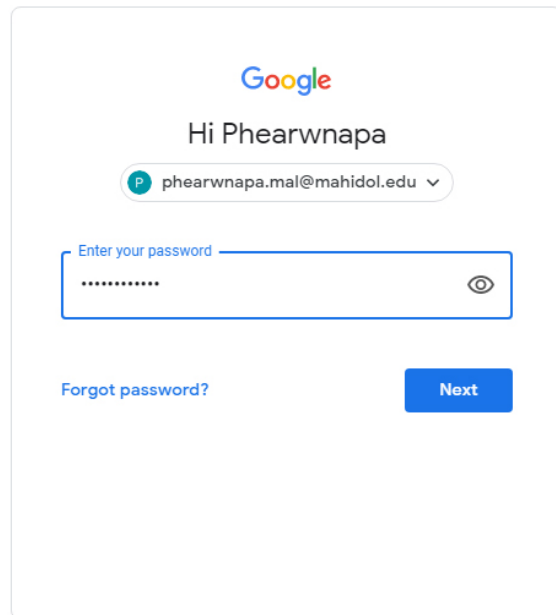 Google
Hi Phearwnapa
P phearwnapa.mal@mahidol.edu
Enter your password
••••••••••••
Forgot password? Next